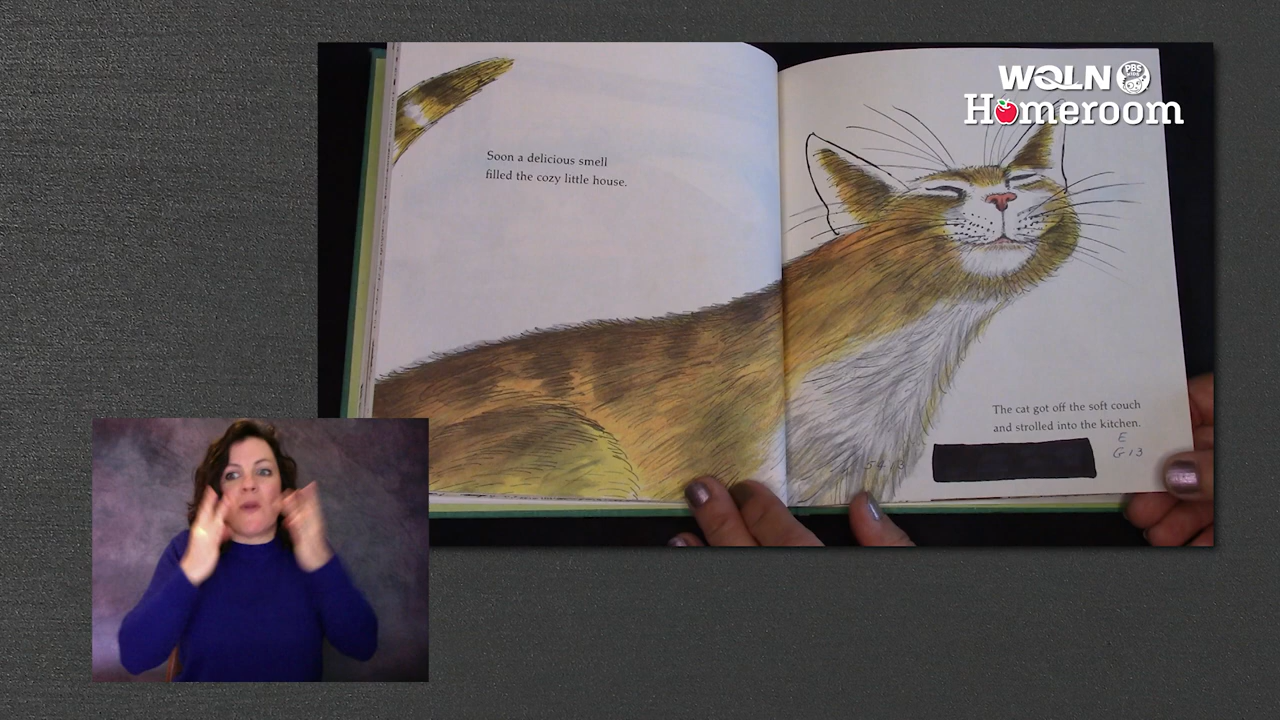 WQLN PBS KIDS
Homeroom
Soon a delicious smell
filled the cozy little house.
The cat got off the soft couch
and strolled into the kitchen.
E
G13